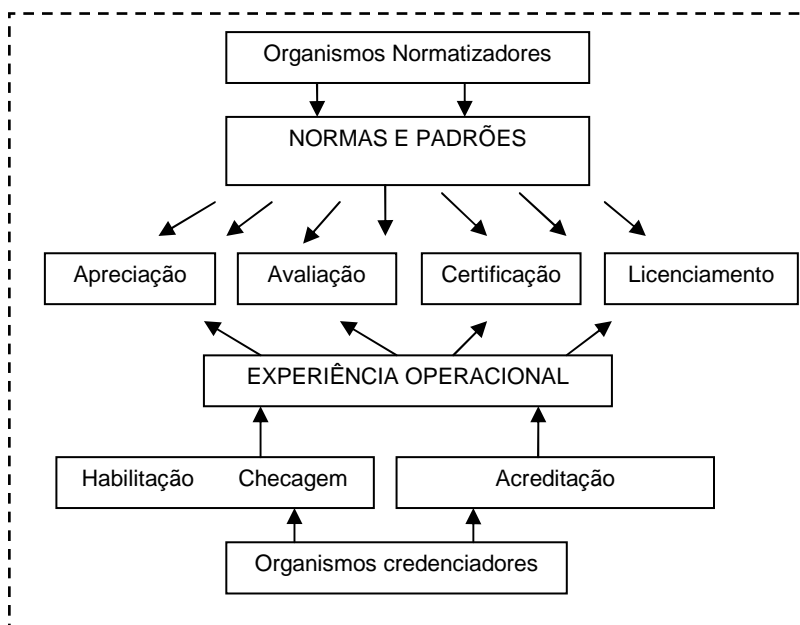 Organismos Normatizadores
NORMAS E PADRÕES
Apreciação
Avaliação
Certificação
Licenciamento
EXPERIÊNCIA OPERACIONAL
Habilitação Checagem
Acreditação
Organismos credenciadores